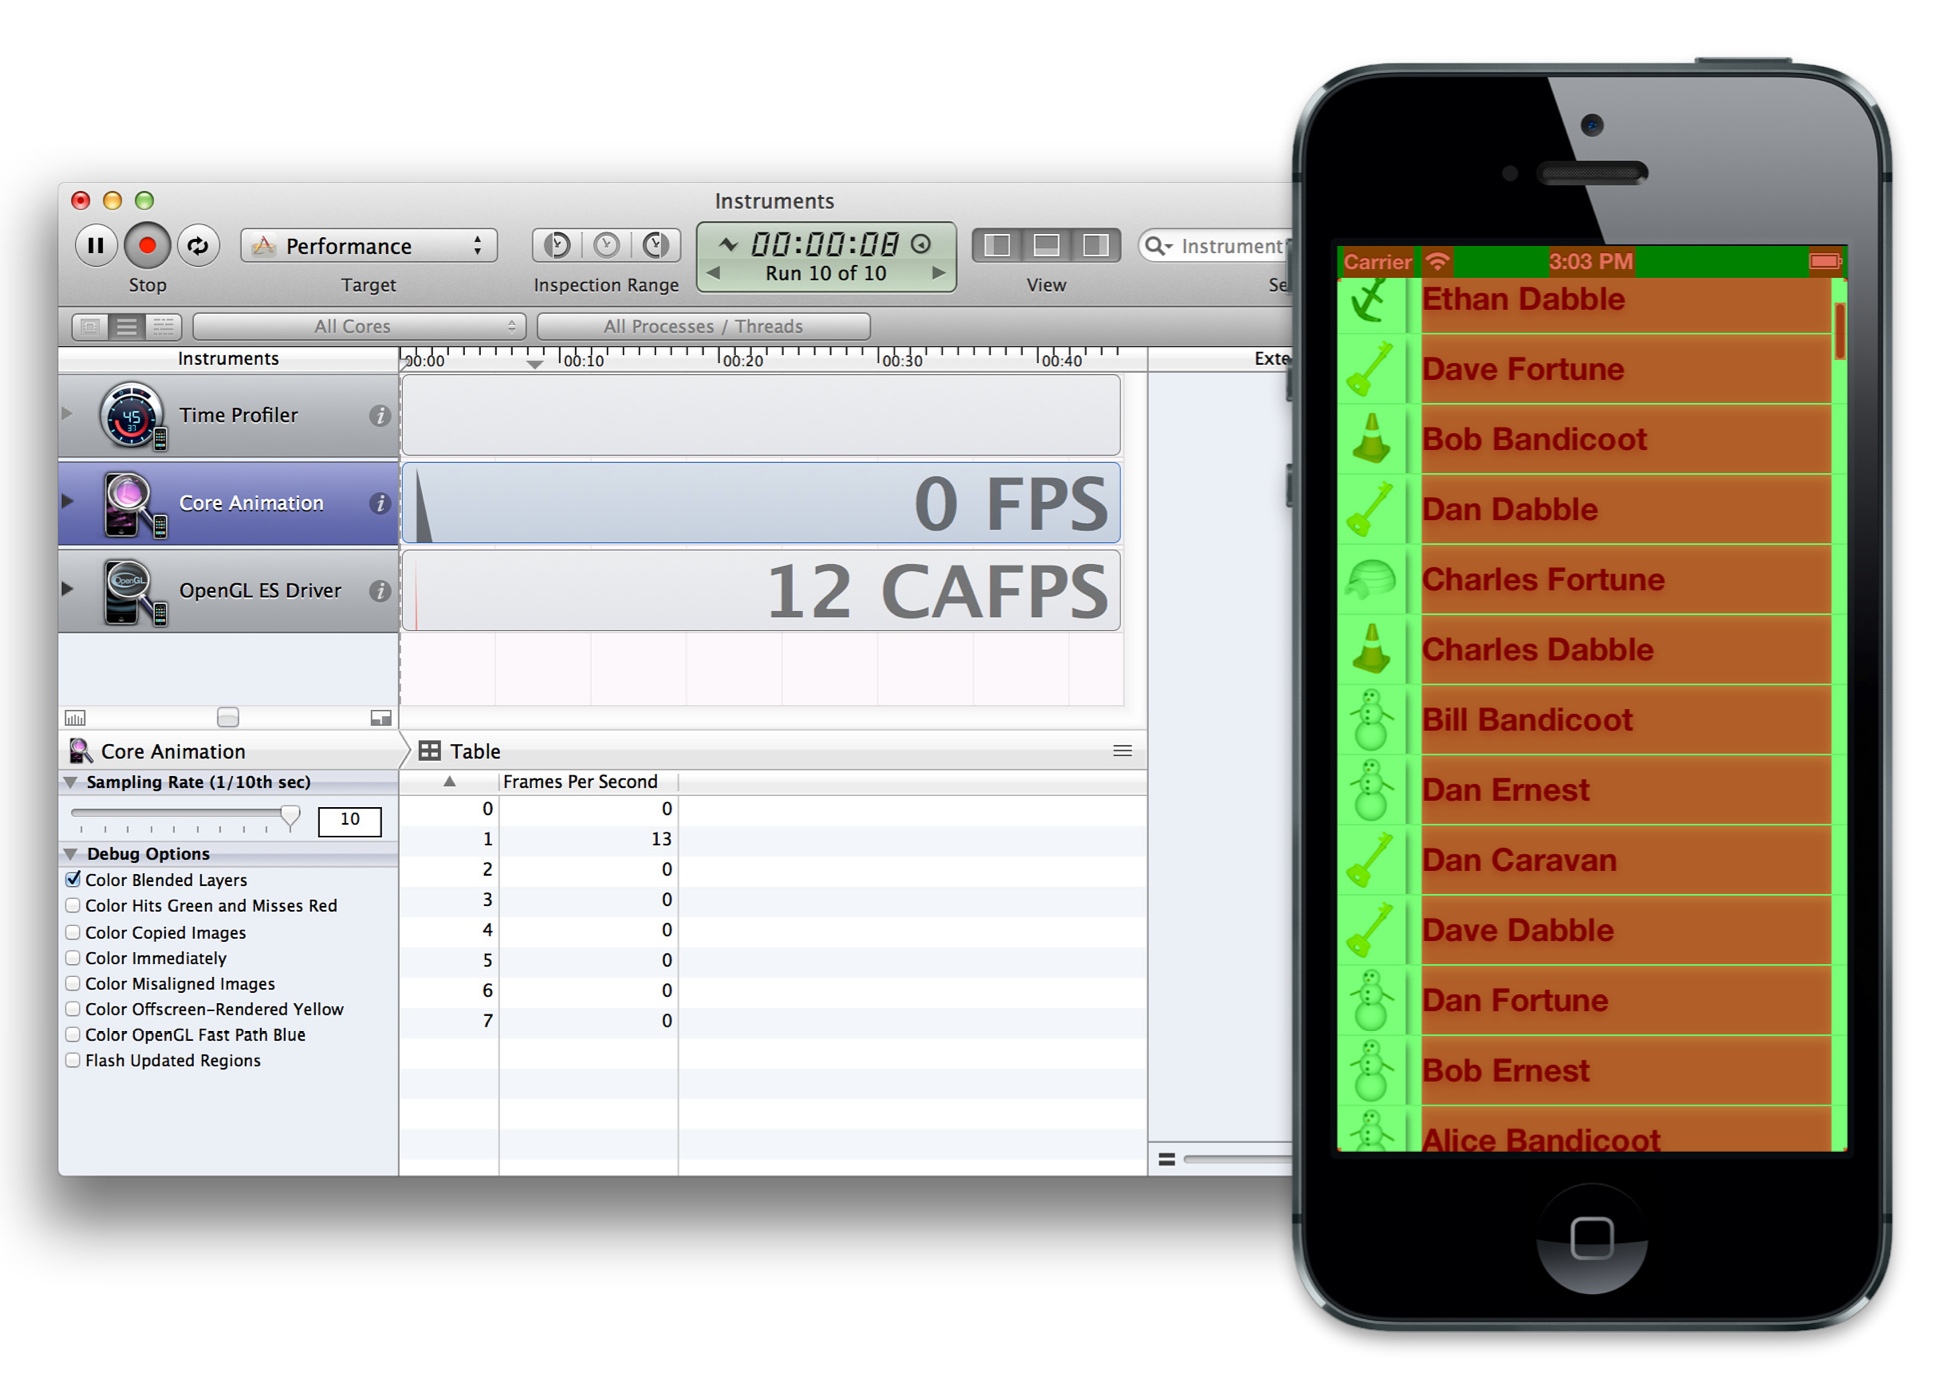 Instruments
Performance
00:00:08
Instrument
Run 10 of 10
Stop
Target
Inspection Range
View
Se
All Cores
All Processes / Threads
Instruments
00:00
00:10
00:20
00:30
00:40
Exte
45
37
Time Profiler
Core Animation
0 FPS
OpenGL
OpenGL ES Driver
12 CAFPS
Core Animation
Table
Sampling Rate (1/10th sec)
10
Debug Options
Color Blended Layers
Color Hits Green and Misses Red
Color Copied Images
Color Immediately
Color Misaligned Images
Color Offscreen-Rendered Yellow
Color OpenGL Fast Path Blue
Flash Updated Regions
Frames Per Second
0 0
1 13
2 0
3 0
4 0
5 0
6 0
7 0
Carrier 3:03 PM
Ethan Dabble
Dave Fortune
Bob Bandicoot
Dan Dabble
Charles Fortune
Charles Dabble
Bill Bandicoot
Dan Ernest
Dan Caravan
Dave Dabble
Dan Fortune
Bob Ernest
Alice Bandicoot